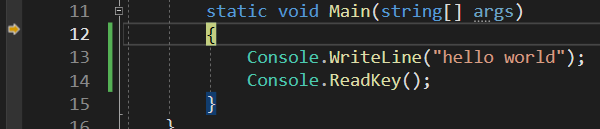 11 static void Main(string[] args)
12 {
13 Console.WriteLine("hello world");
14 Console.ReadKey();
15 }
16 }